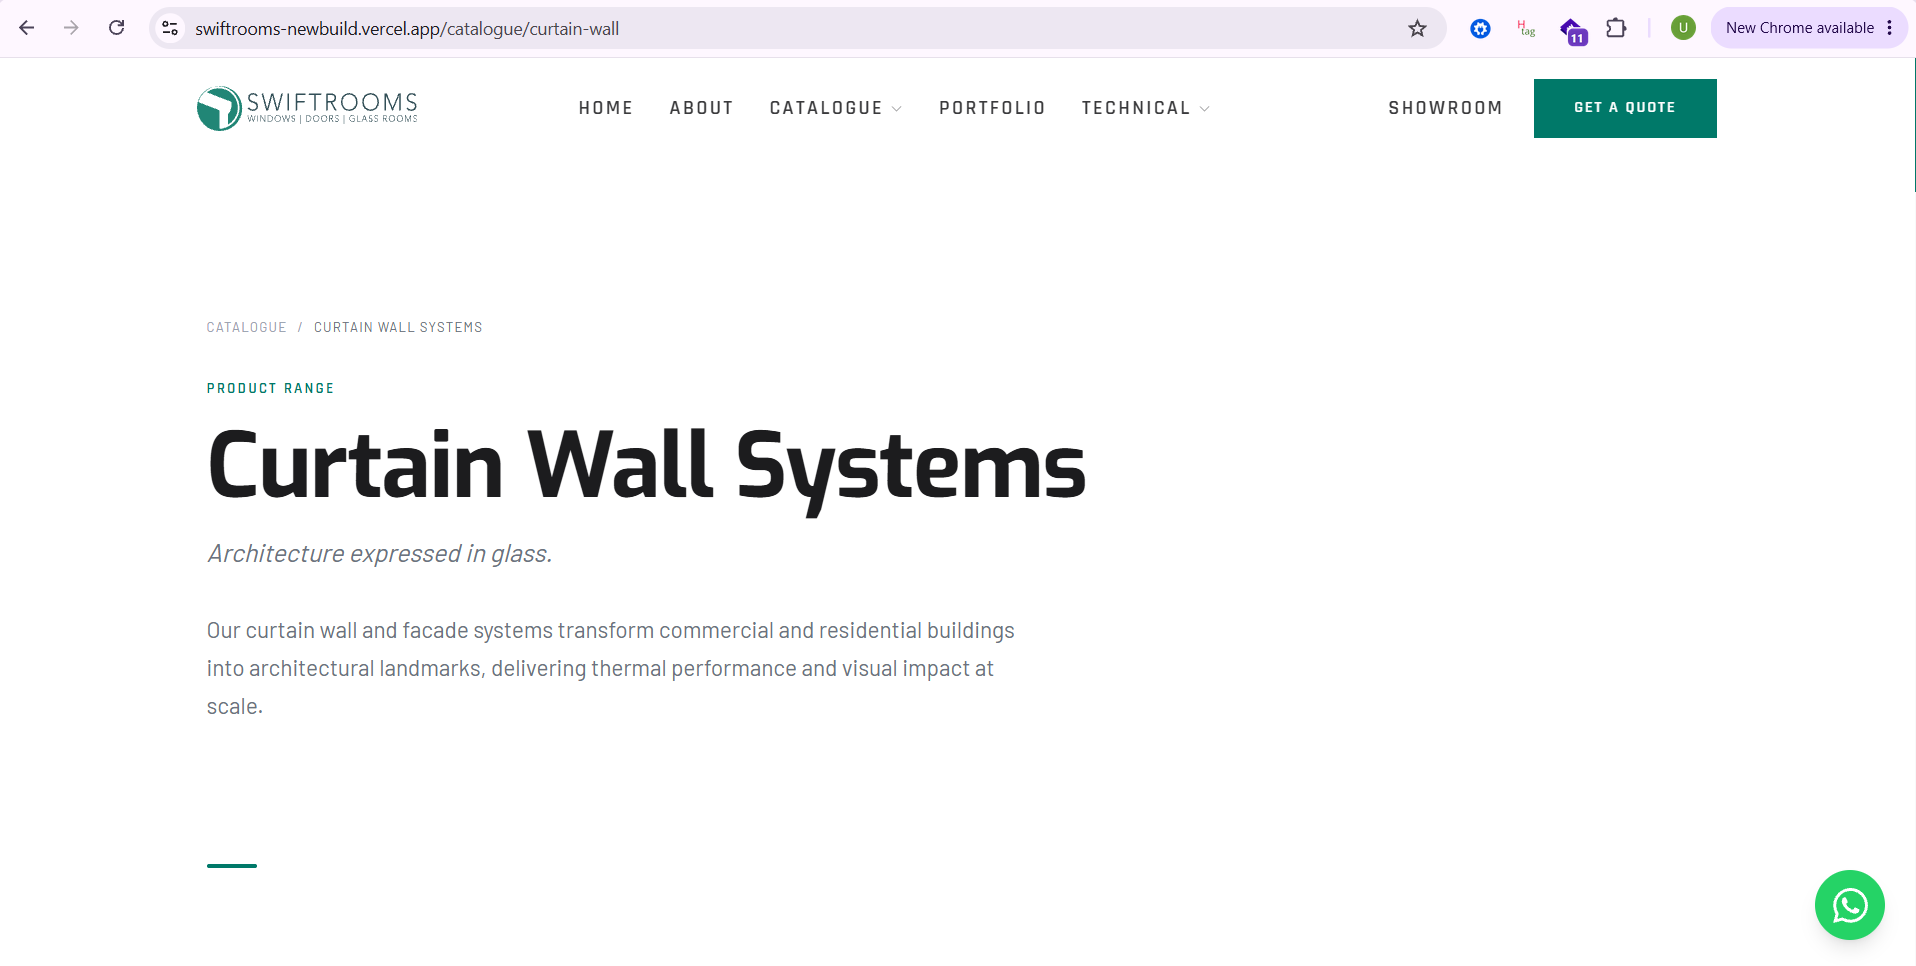 swiftrooms-newbuild.vercel.app/catalogue/curtain-wall
H
tag
11
U
New Chrome available
SWIFTROOMS
WINDOWS | DOORS | GLASS ROOMS
HOME
ABOUT
CATALOGUE
PORTFOLIO
TECHNICAL
SHOWROOM
GET A QUOTE
CATALOGUE / CURTAIN WALL SYSTEMS
PRODUCT RANGE
Curtain Wall Systems
Architecture expressed in glass.
Our curtain wall and facade systems transform commercial and residential buildings
into architectural landmarks, delivering thermal performance and visual impact at
scale.